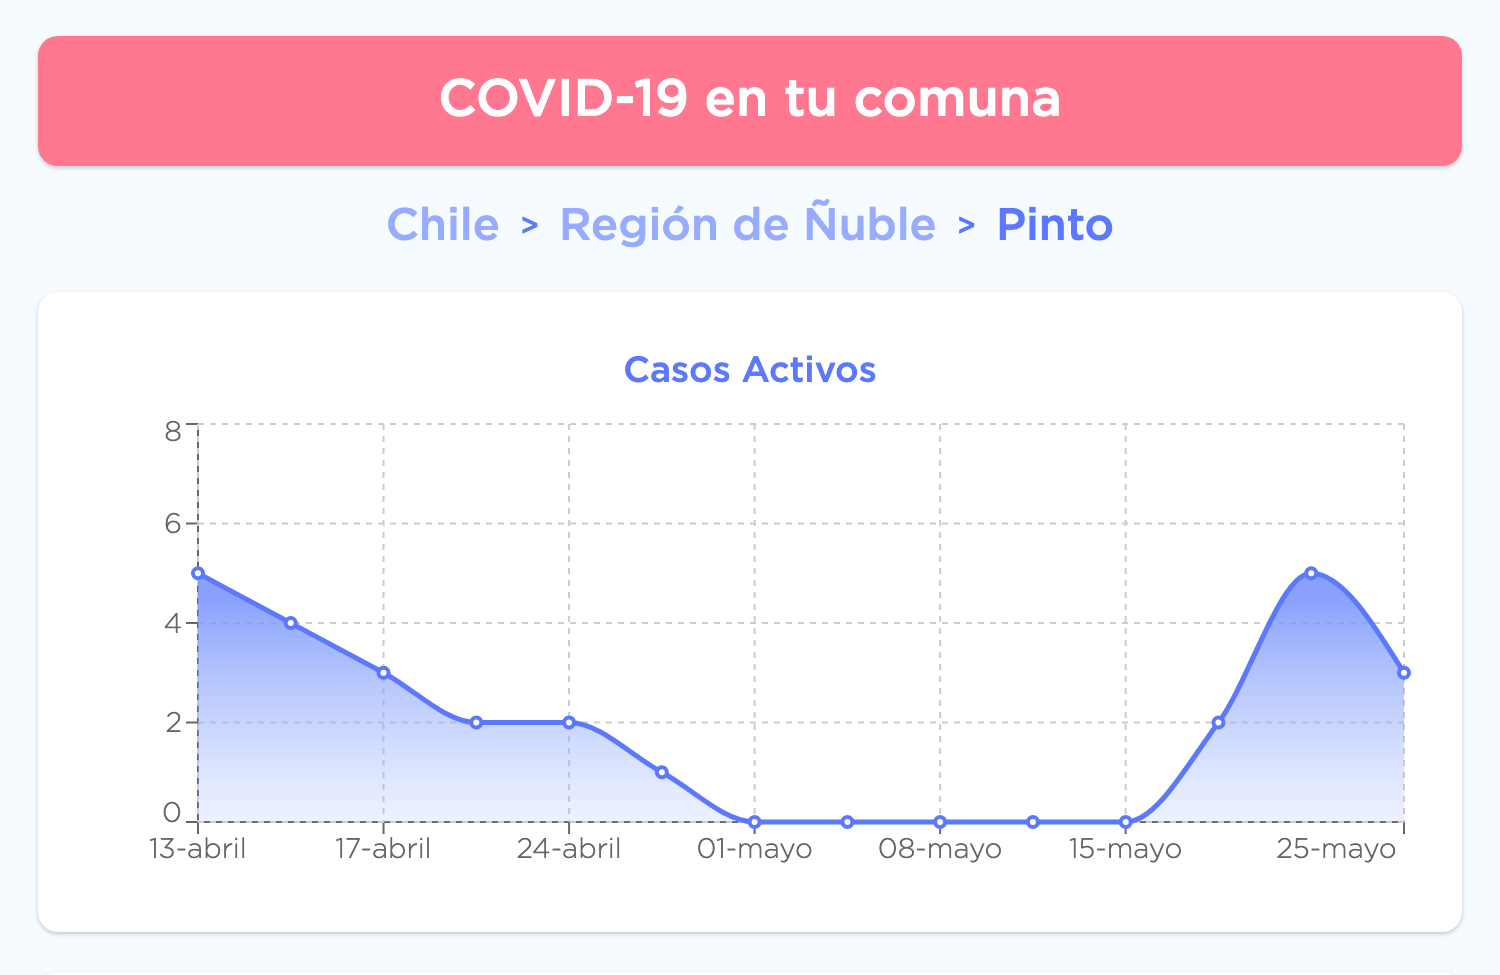 COVID-19 en tu comuna
Chile > Región de Ñuble > Pinto
Casos Activos
8
6
4
2
0
13-abril 17-abril 24-abril 01-mayo 08-mayo 15-mayo 25-mayo